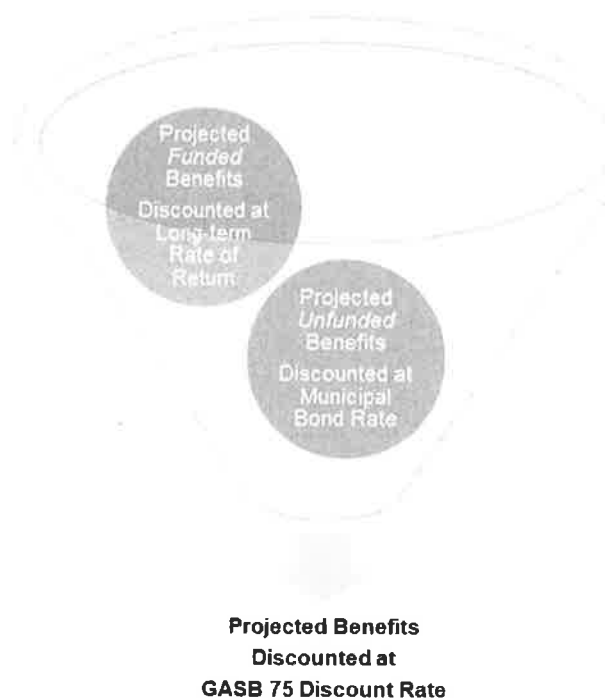 Projected
Funded
Benefits
Discounted at
Long-term
Rate of
Return
Projected
Unfunded
Benefits
Discounted at
Municipal
Bond Rate
Projected Benefits
Discounted at
GASB 75 Discount Rate